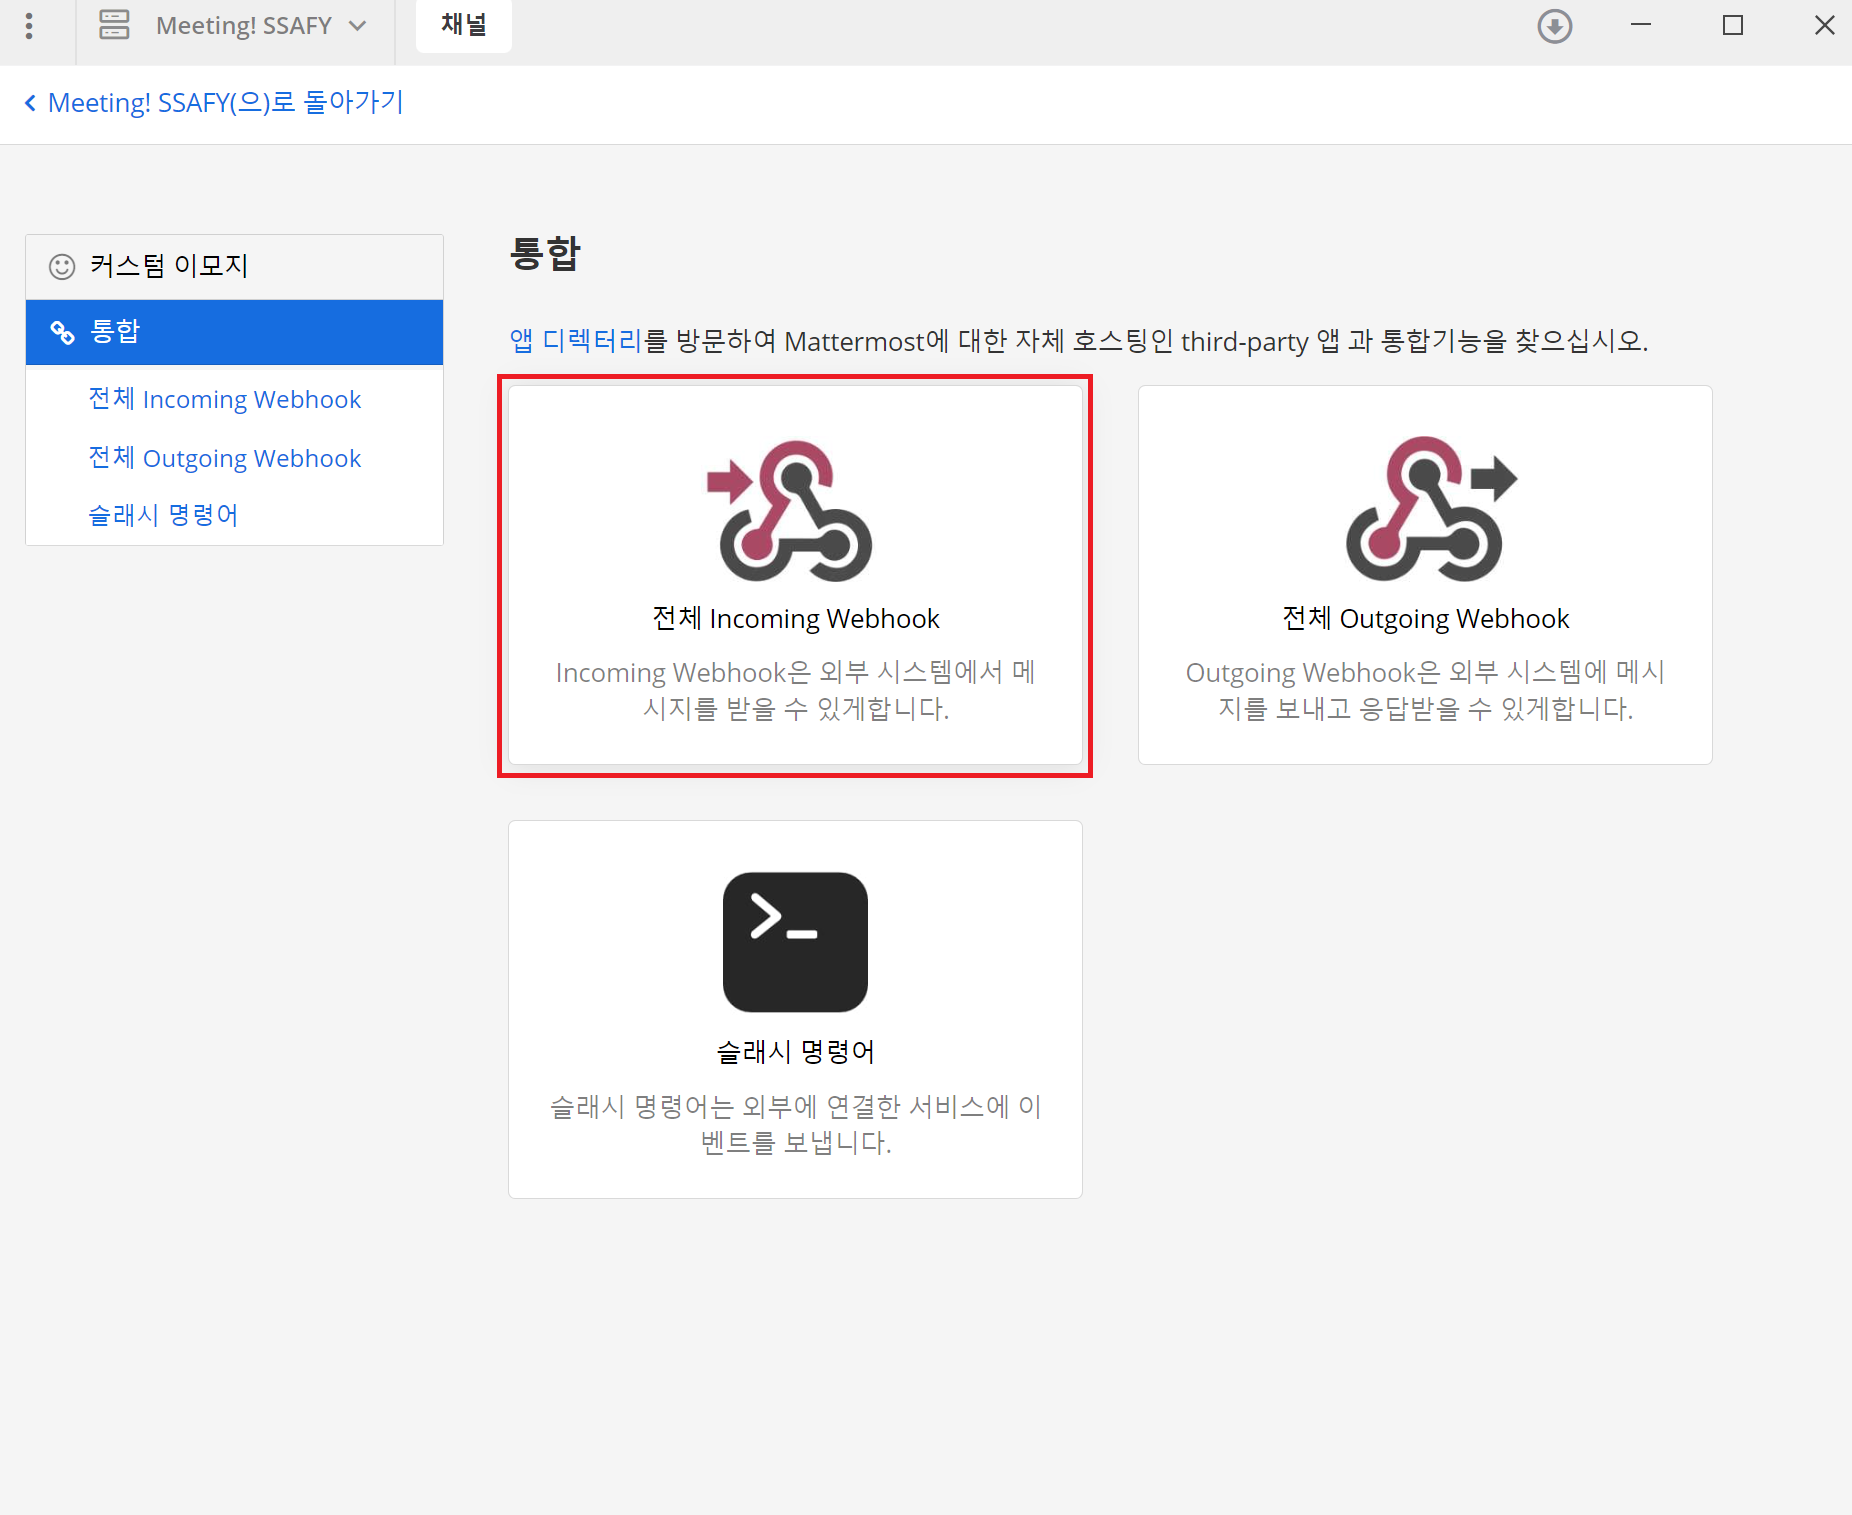 Meeting! SSAFY
채널
Meeting! SSAFY(으)로 돌아가기
커스텀 이모지
통합
전체 Incoming Webhook
전체 Outgoing Webhook
슬래시 명령어
통합
앱 디렉터리를 방문하여 Mattermost에 대한 자체 호스팅인 third-party 앱 과 통합기능을 찾으십시오.
전체 Incoming Webhook
Incoming Webhook은 외부 시스템에서 메
시지를 받을 수 있게합니다.
전체 Outgoing Webhook
Outgoing Webhook은 외부 시스템에 메시
지를 보내고 응답받을 수 있게합니다.
슬래시 명령어
슬래시 명령어는 외부에 연결한 서비스에 이
벤트를 보냅니다.